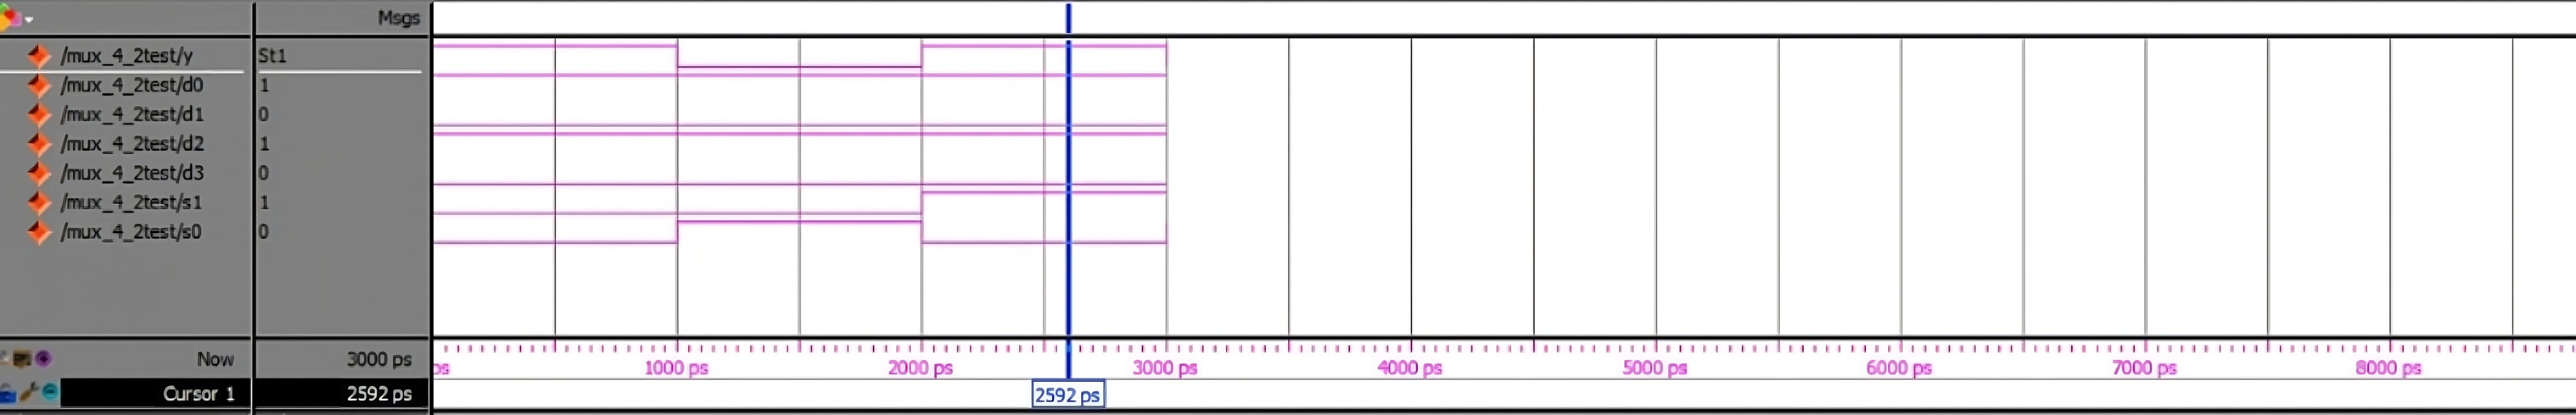 Msgs
/mux_4_2test/y St1
/mux_4_2test/d0 1
/mux_4_2test/d1 0
/mux_4_2test/d2 1
/mux_4_2test/d3 0
/mux_4_2test/s1 1
/mux_4_2test/s0 0
Now 3000 ps
ps 1000 ps 2000 ps 3000 ps 4000 ps 5000 ps 6000 ps 7000 ps 8000 ps
Cursor 1 2592 ps
2592 ps